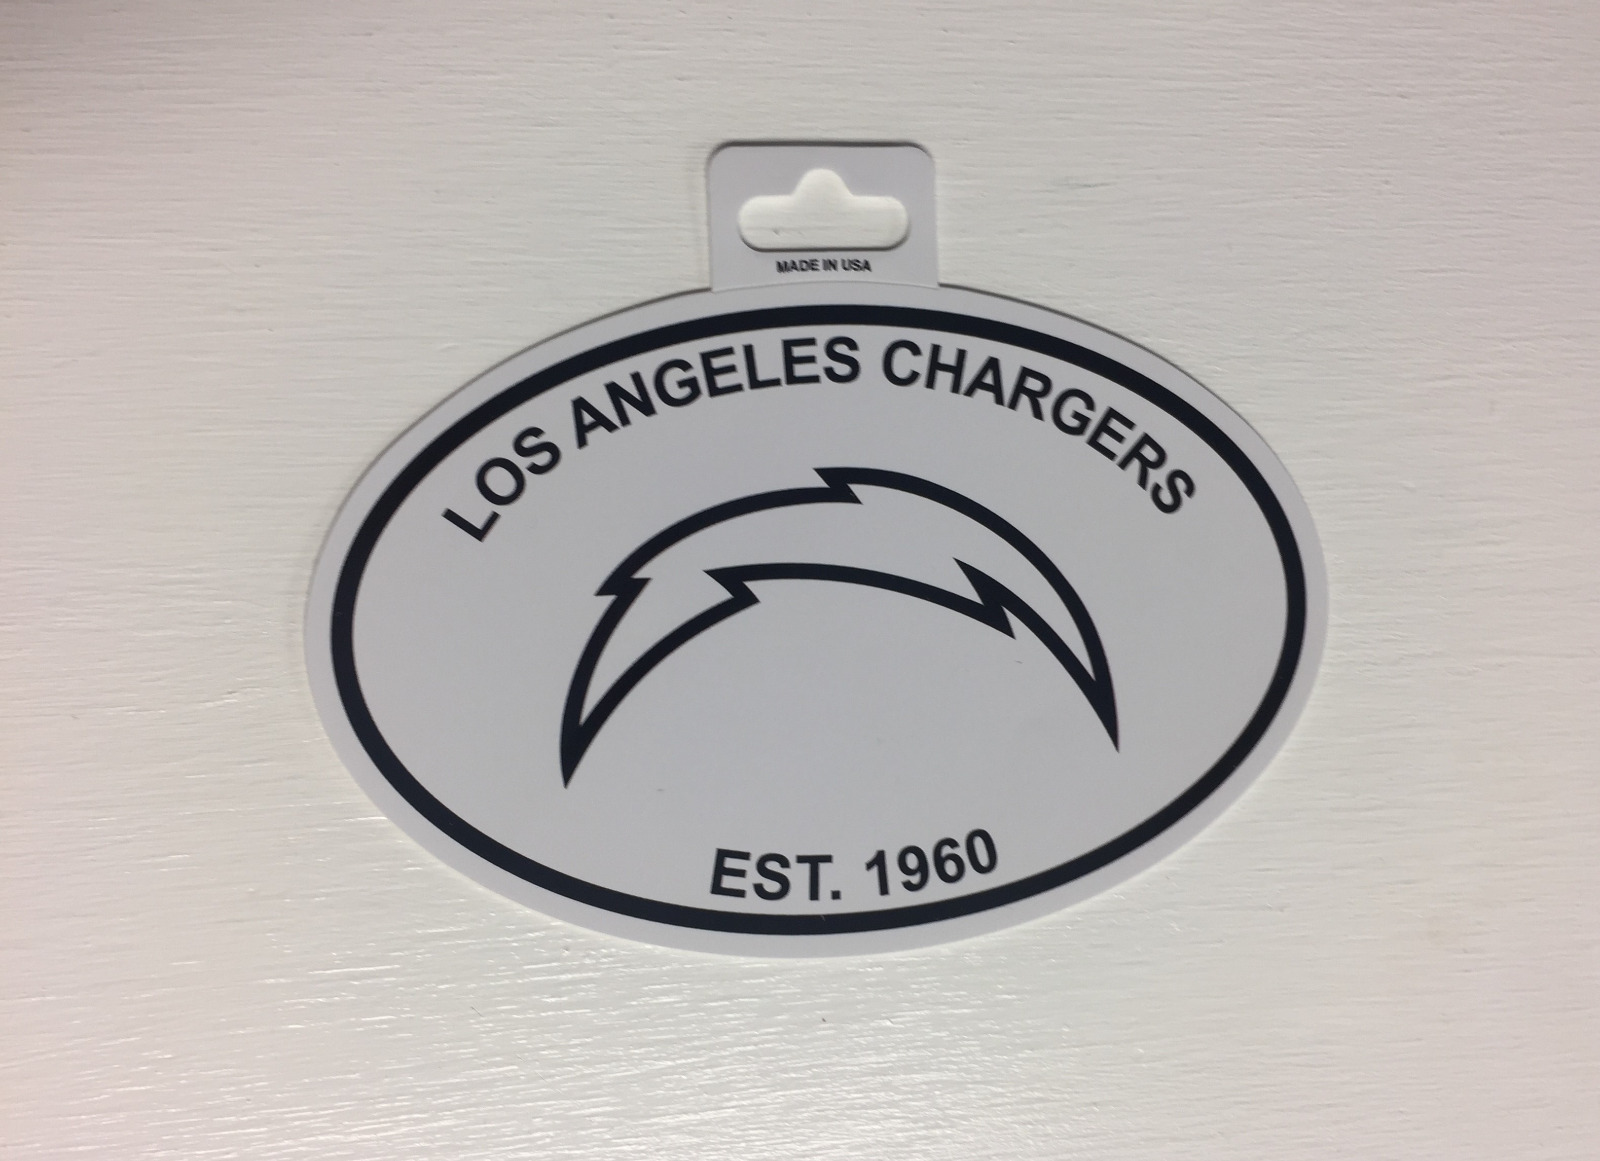 MADE IN USA
LOS ANGELES CHARGERS
EST. 1960